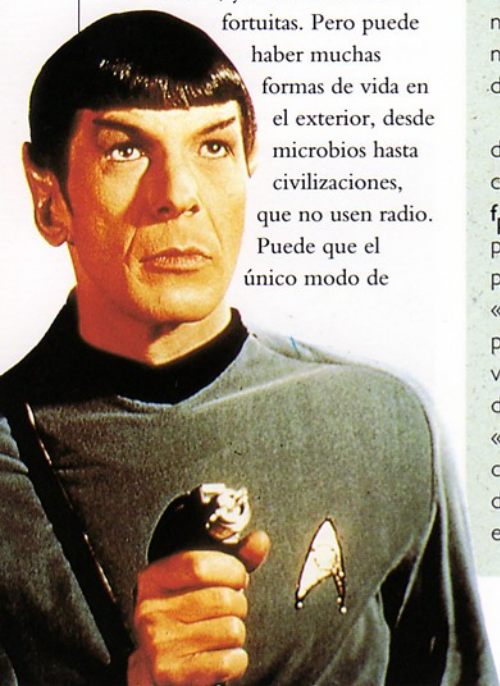 fortuitas. Pero puede
haber muchas
formas de vida en
el exterior, desde
microbios hasta
civilizaciones,
que no usen radio.
Puede que el
único modo de